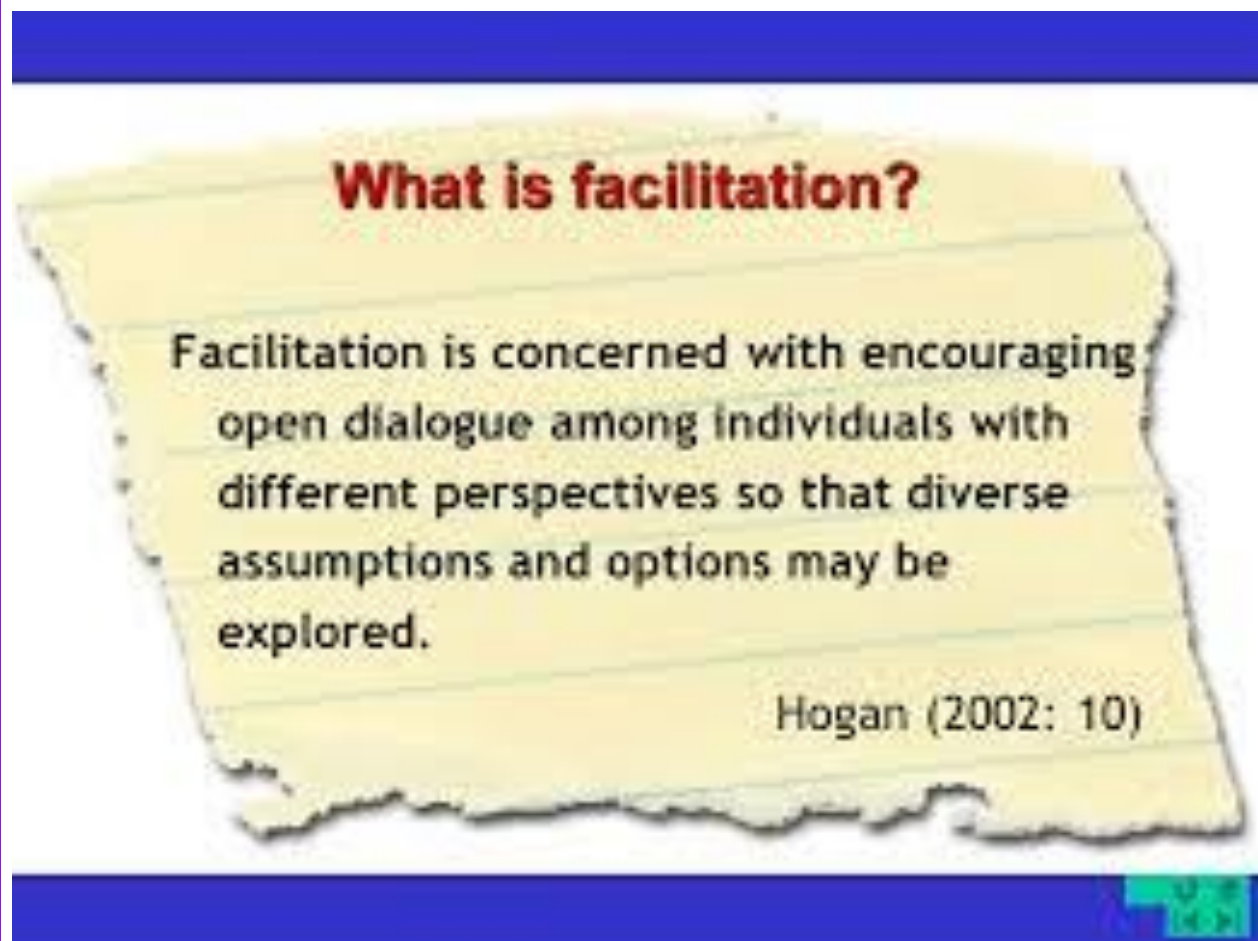 What is facilitation?
Facilitation is concerned with encouraging
open dialogue among individuals with
different perspectives so that diverse
assumptions and options may be
explored.
Hogan (2002: 10)